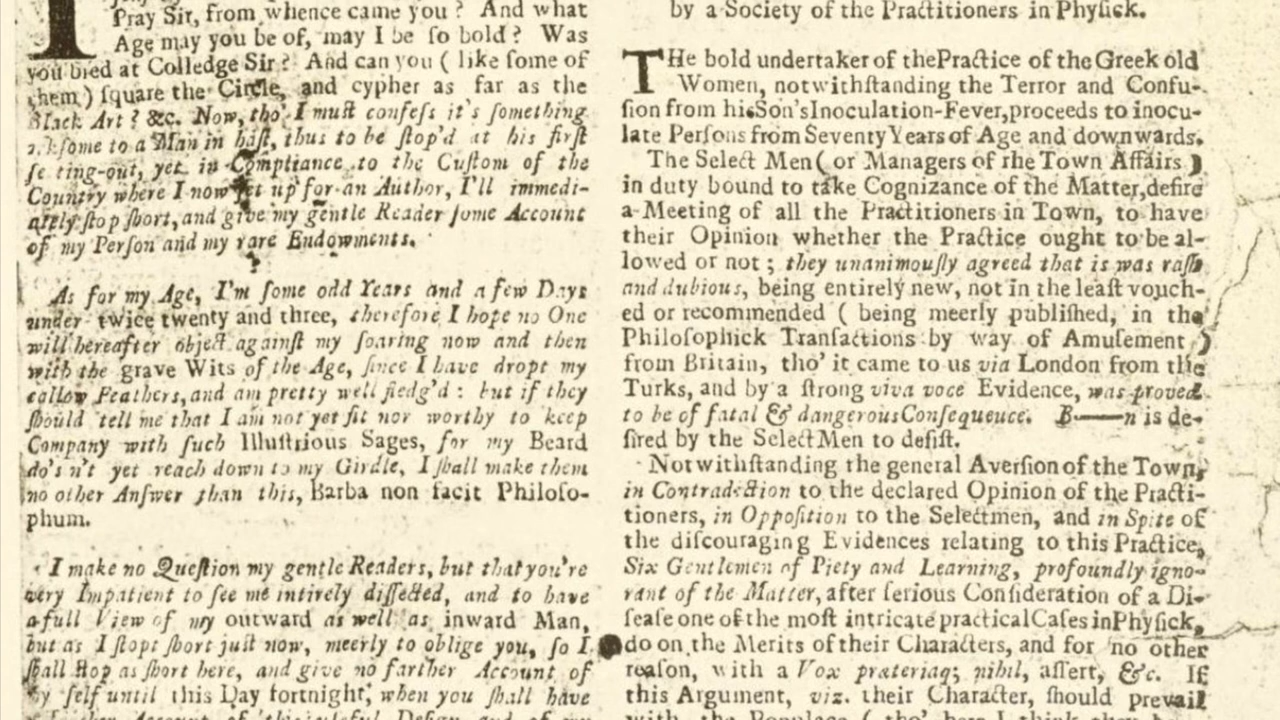 Pray Sir, from whence came you? And what
Age may you be of, may I be ſo bold? Was
you bred at Colledge Sir? And can you (like ſome of
them) ſquare the Circle, and cypher as far as the
Black Art? &c. Now, tho' I muſt confeſs it's ſomething
irkſome to a Man in haſt, thus to be ſtop'd at his firſt
ſetting-out, yet in Compliance to the Cuſtom of the
Country where I now ſet up for an Author, I'll immedi-
ately ſtop ſhort, and give my gentle Reader ſome Account
of my Perſon and my rare Endowments.
As for my Age, I'm ſome odd Years and a few Days
under twice twenty and three, therefore I hope no One
will hereafter object againſt my ſoaring now and then
with the grave Wits of the Age, ſince I have dropt my
callow Feathers, and am pretty well fledg'd: but if they
ſhould tell me that I am not yet fit nor worthy to keep
Company with ſuch Illuſtrious Sages, for my Beard
do's n't yet reach down to my Girdle, I ſhall make them
no other Anſwer than this, Barba non facit Philoſo-
phum.
I make no Queſtion my gentle Readers, but that you're
very Impatient to ſee me intirely diſſected, and to have
a full View of my outward as well as inward Man,
but as I ſtopt ſhort juſt now, meerly to oblige you, ſo I
ſhall ſtop as ſhort here, and give no farther Account of
my ſelf until this Day fortnight, when you ſhall have
Account of Deſign and of my
by a Society of the Practitioners in Phyſick.
THe bold undertaker of the Practice of the Greek old
Women, notwithſtanding the Terror and Confu-
ſion from his Son's Inoculation-Fever, proceeds to inocu-
late Perſons from Seventy Years of Age and downwards.
The Select Men (or Managers of rhe Town Affairs)
in duty bound to take Cognizance of the Matter, deſire
a Meeting of all the Practitioners in Town, to have
their Opinion whether the Practice ought to be al-
lowed or not; they unanimouſly agreed that is was raſh
and dubious, being entirely new, not in the leaſt vouch-
ed or recommended (being meerly publiſhed, in the
Philoſophick Tranſactions by way of Amuſement)
from Britain, tho' it came to us via London from the
Turks, and by a ſtrong viva voce Evidence, was proved
to be of fatal & dangerous Conſequeuce. B——n is de-
ſired by the Select Men to deſiſt.
Notwithſtanding the general Averſion of the Town,
in Contradiction to the declared Opinion of the Practi-
tioners, in Oppoſition to the Selectmen, and in Spite of
the diſcouraging Evidences relating to this Practice,
Six Gentlemen of Piety and Learning, profoundly igno-
rant of the Matter, after ſerious Conſideration of a Di-
ſeaſe one of the moſt intricate practical Caſes in Phyſick,
do on the Merits of their Characters, and for no other
reaſon, with a Vox præteriaq; nihil, aſſert, &c. If
this Argument, viz. their Character, ſhould prevail
with the Populace (tho' here I think